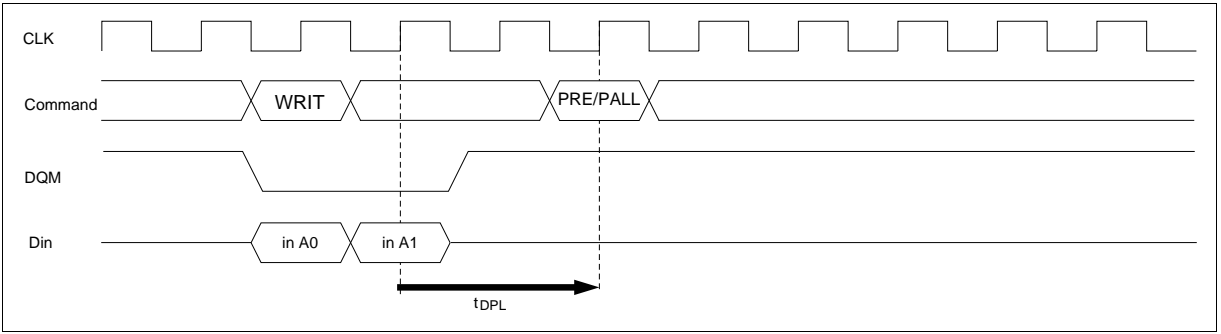 CLK
Command
WRIT
PRE/PALL
DQM
Din
in A0
in A1
tDPL